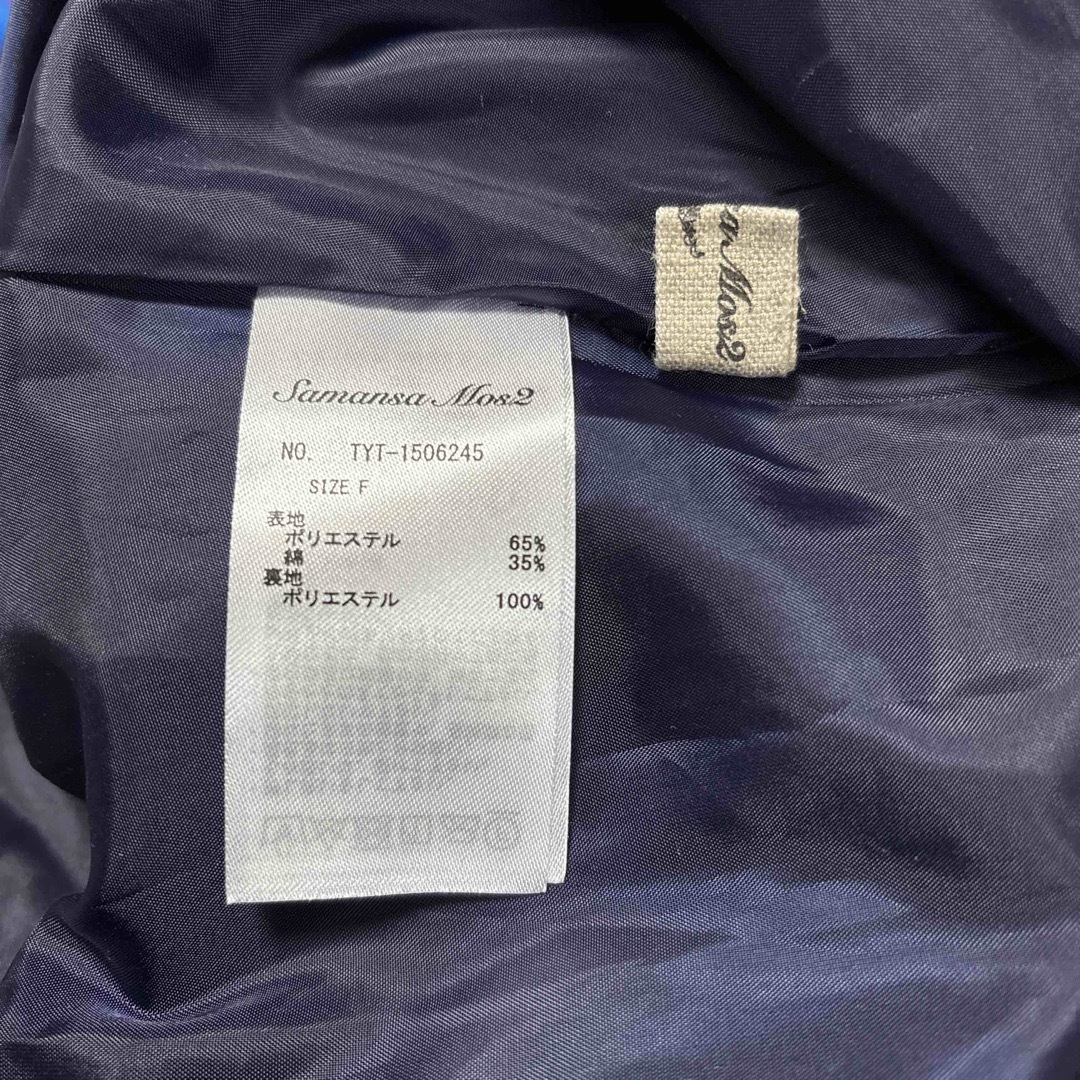 Samansa Mos2
NO. TYT-1506245
SIZE F
表地
ポリエステル 65%
綿 35%
裏地
ポリエステル 100%
Mos2